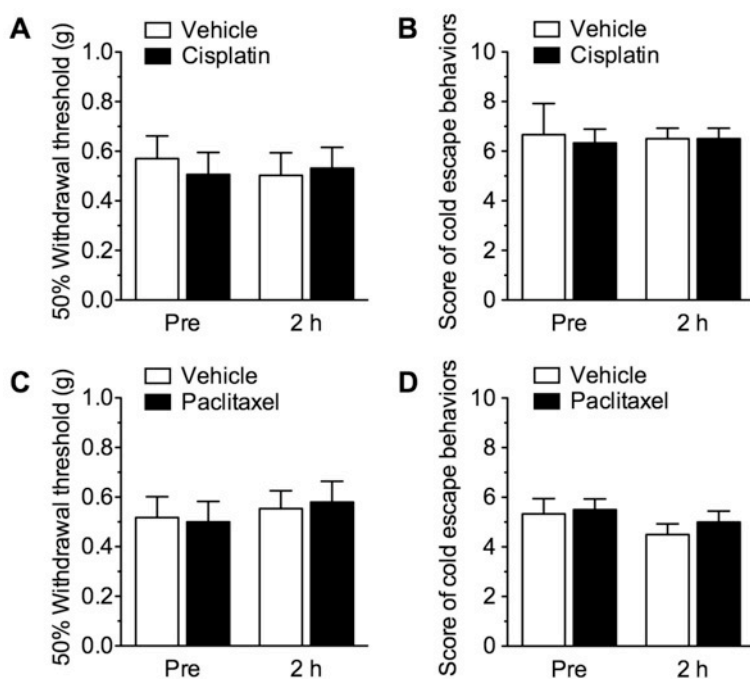 A
50% Withdrawal threshold (g)
Vehicle
Cisplatin
1.0
0.8
0.6
0.4
0.2
0.0
Pre
2 h
B
Score of cold escape behaviors
Vehicle
Cisplatin
10
8
6
4
2
0
Pre
2 h
C
50% Withdrawal threshold (g)
Vehicle
Paclitaxel
1.0
0.8
0.6
0.4
0.2
0.0
Pre
2 h
D
Score of cold escape behaviors
Vehicle
Paclitaxel
10
8
6
4
2
0
Pre
2 h